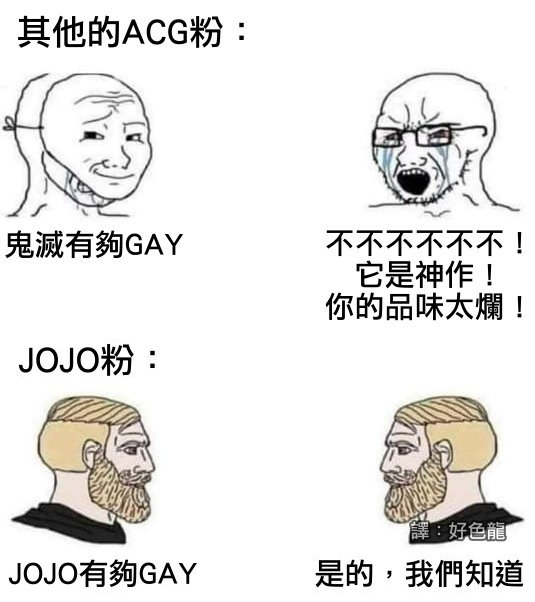 其他的ACG粉：
鬼滅有夠GAY
不不不不不不！
它是神作！
你的品味太爛！
JOJO粉：
譯：好色龍
JOJO有夠GAY
是的，我們知道